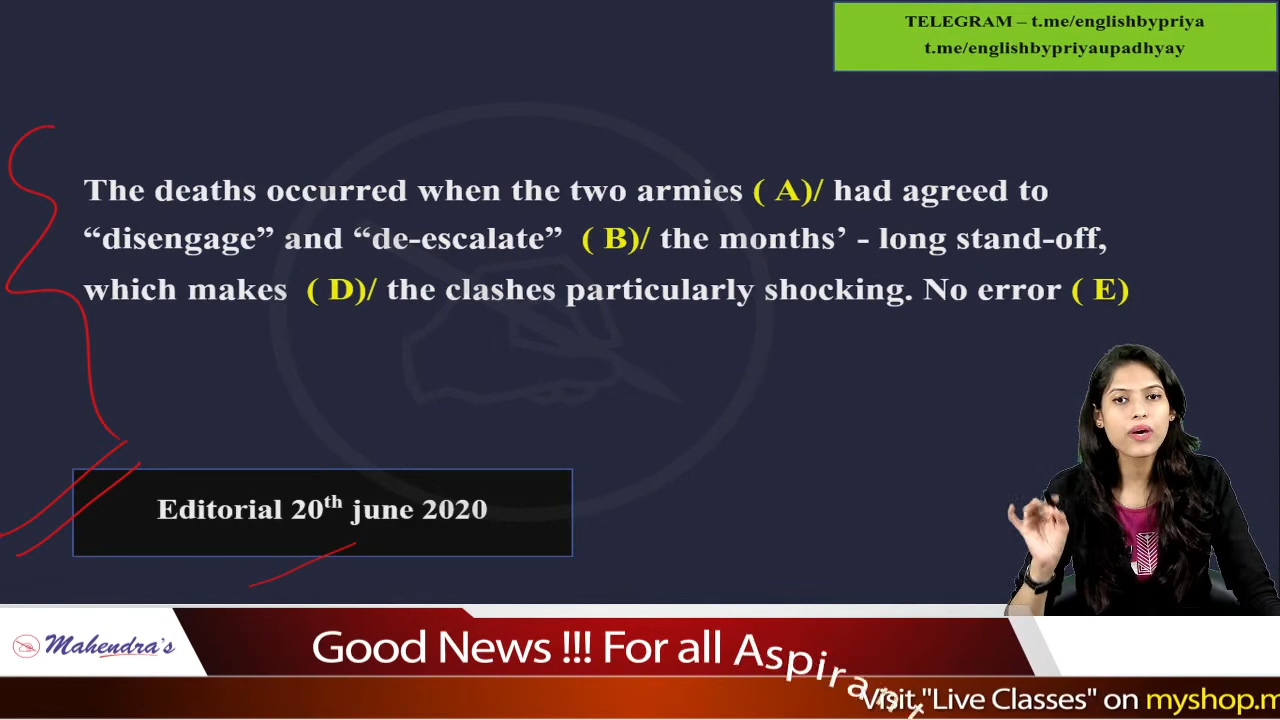 TELEGRAM – t.me/englishbypriya
t.me/englishbypriyaupadhyay
The deaths occurred when the two armies ( A)/ had agreed to
“disengage” and “de-escalate” ( B)/ the months’ - long stand-off,
which makes ( D)/ the clashes particularly shocking. No error ( E)
Editorial 20th june 2020
Mahendra's
Good News !!! For all Aspirant
Visit "Live Classes" on myshop.m